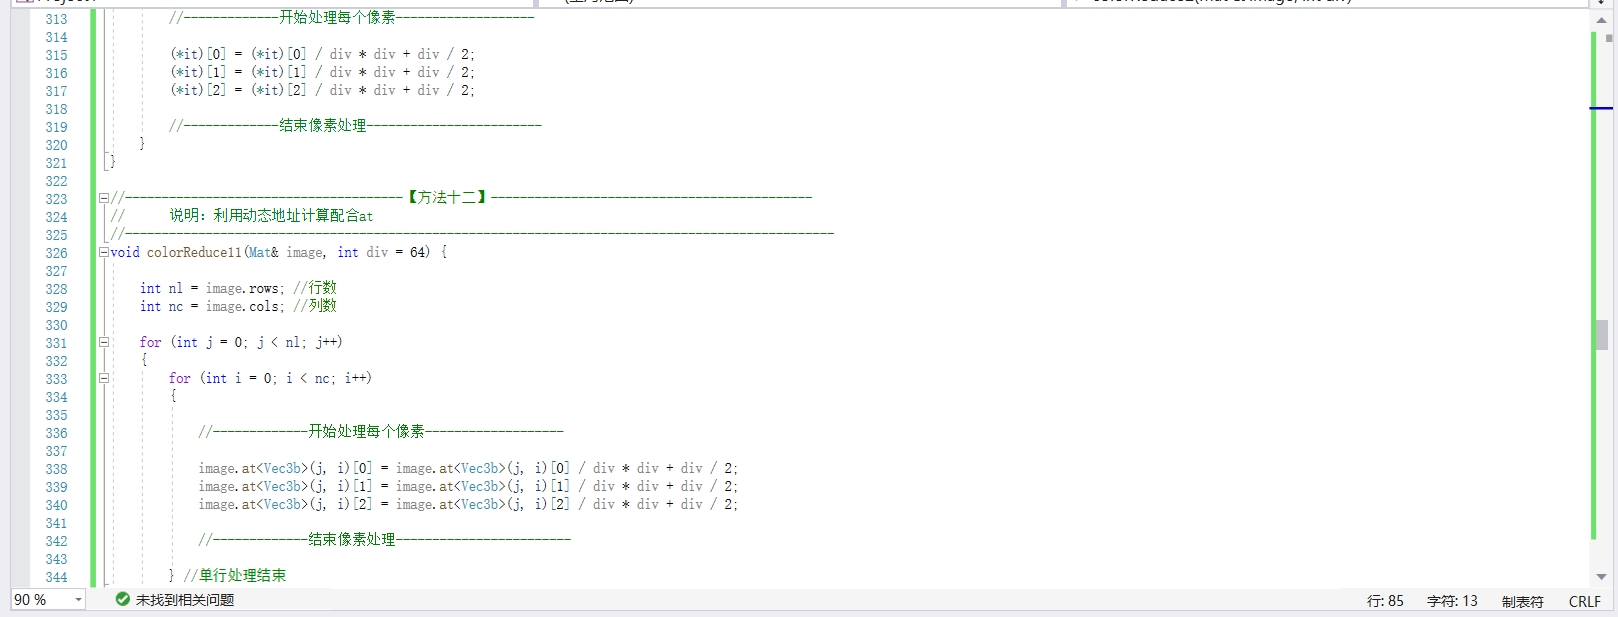 313 //-------------开始处理每个像素-------------------
314
315 (*it)[0] = (*it)[0] / div * div + div / 2;
316 (*it)[1] = (*it)[1] / div * div + div / 2;
317 (*it)[2] = (*it)[2] / div * div + div / 2;
318
319 //-------------结束像素处理------------------------
320 }
321 }
322
323 //--------------------------------------【方法十二】--------------------------------------------
324 // 说明：利用动态地址计算配合at
325 //-------------------------------------------------------------------------------------------------
326 void colorReduce11(Mat& image, int div = 64) {
327
328 int nl = image.rows; //行数
329 int nc = image.cols; //列数
330
331 for (int j = 0; j < nl; j++)
332 {
333 for (int i = 0; i < nc; i++)
334 {
335
336 //-------------开始处理每个像素-------------------
337
338 image.at<Vec3b>(j, i)[0] = image.at<Vec3b>(j, i)[0] / div * div + div / 2;
339 image.at<Vec3b>(j, i)[1] = image.at<Vec3b>(j, i)[1] / div * div + div / 2;
340 image.at<Vec3b>(j, i)[2] = image.at<Vec3b>(j, i)[2] / div * div + div / 2;
341
342 //-------------结束像素处理------------------------
343
344 } //单行处理结束
90 % 未找到相关问题 行: 85 字符: 13 制表符 CRLF